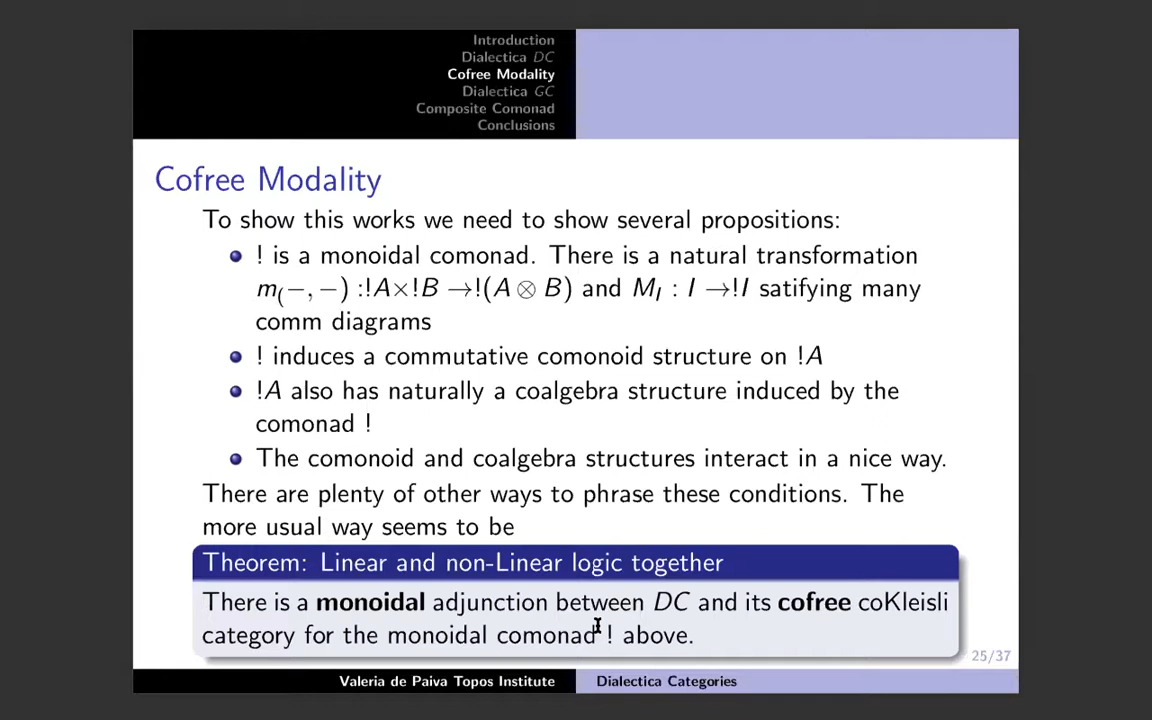 Introduction
Dialectica DC
Cofree Modality
Dialectica GC
Composite Comonad
Conclusions
Cofree Modality
To show this works we need to show several propositions:
! is a monoidal comonad. There is a natural transformation
m(−, −) :!A×!B →!(A ⊗ B) and M_I : I →!I satifying many
comm diagrams
! induces a commutative comonoid structure on !A
!A also has naturally a coalgebra structure induced by the
comonad !
The comonoid and coalgebra structures interact in a nice way.
There are plenty of other ways to phrase these conditions. The
more usual way seems to be
Theorem: Linear and non-Linear logic together
There is a monoidal adjunction between DC and its cofree coKleisli
category for the monoidal comonad ! above.
25/37
Valeria de Paiva Topos Institute
Dialectica Categories